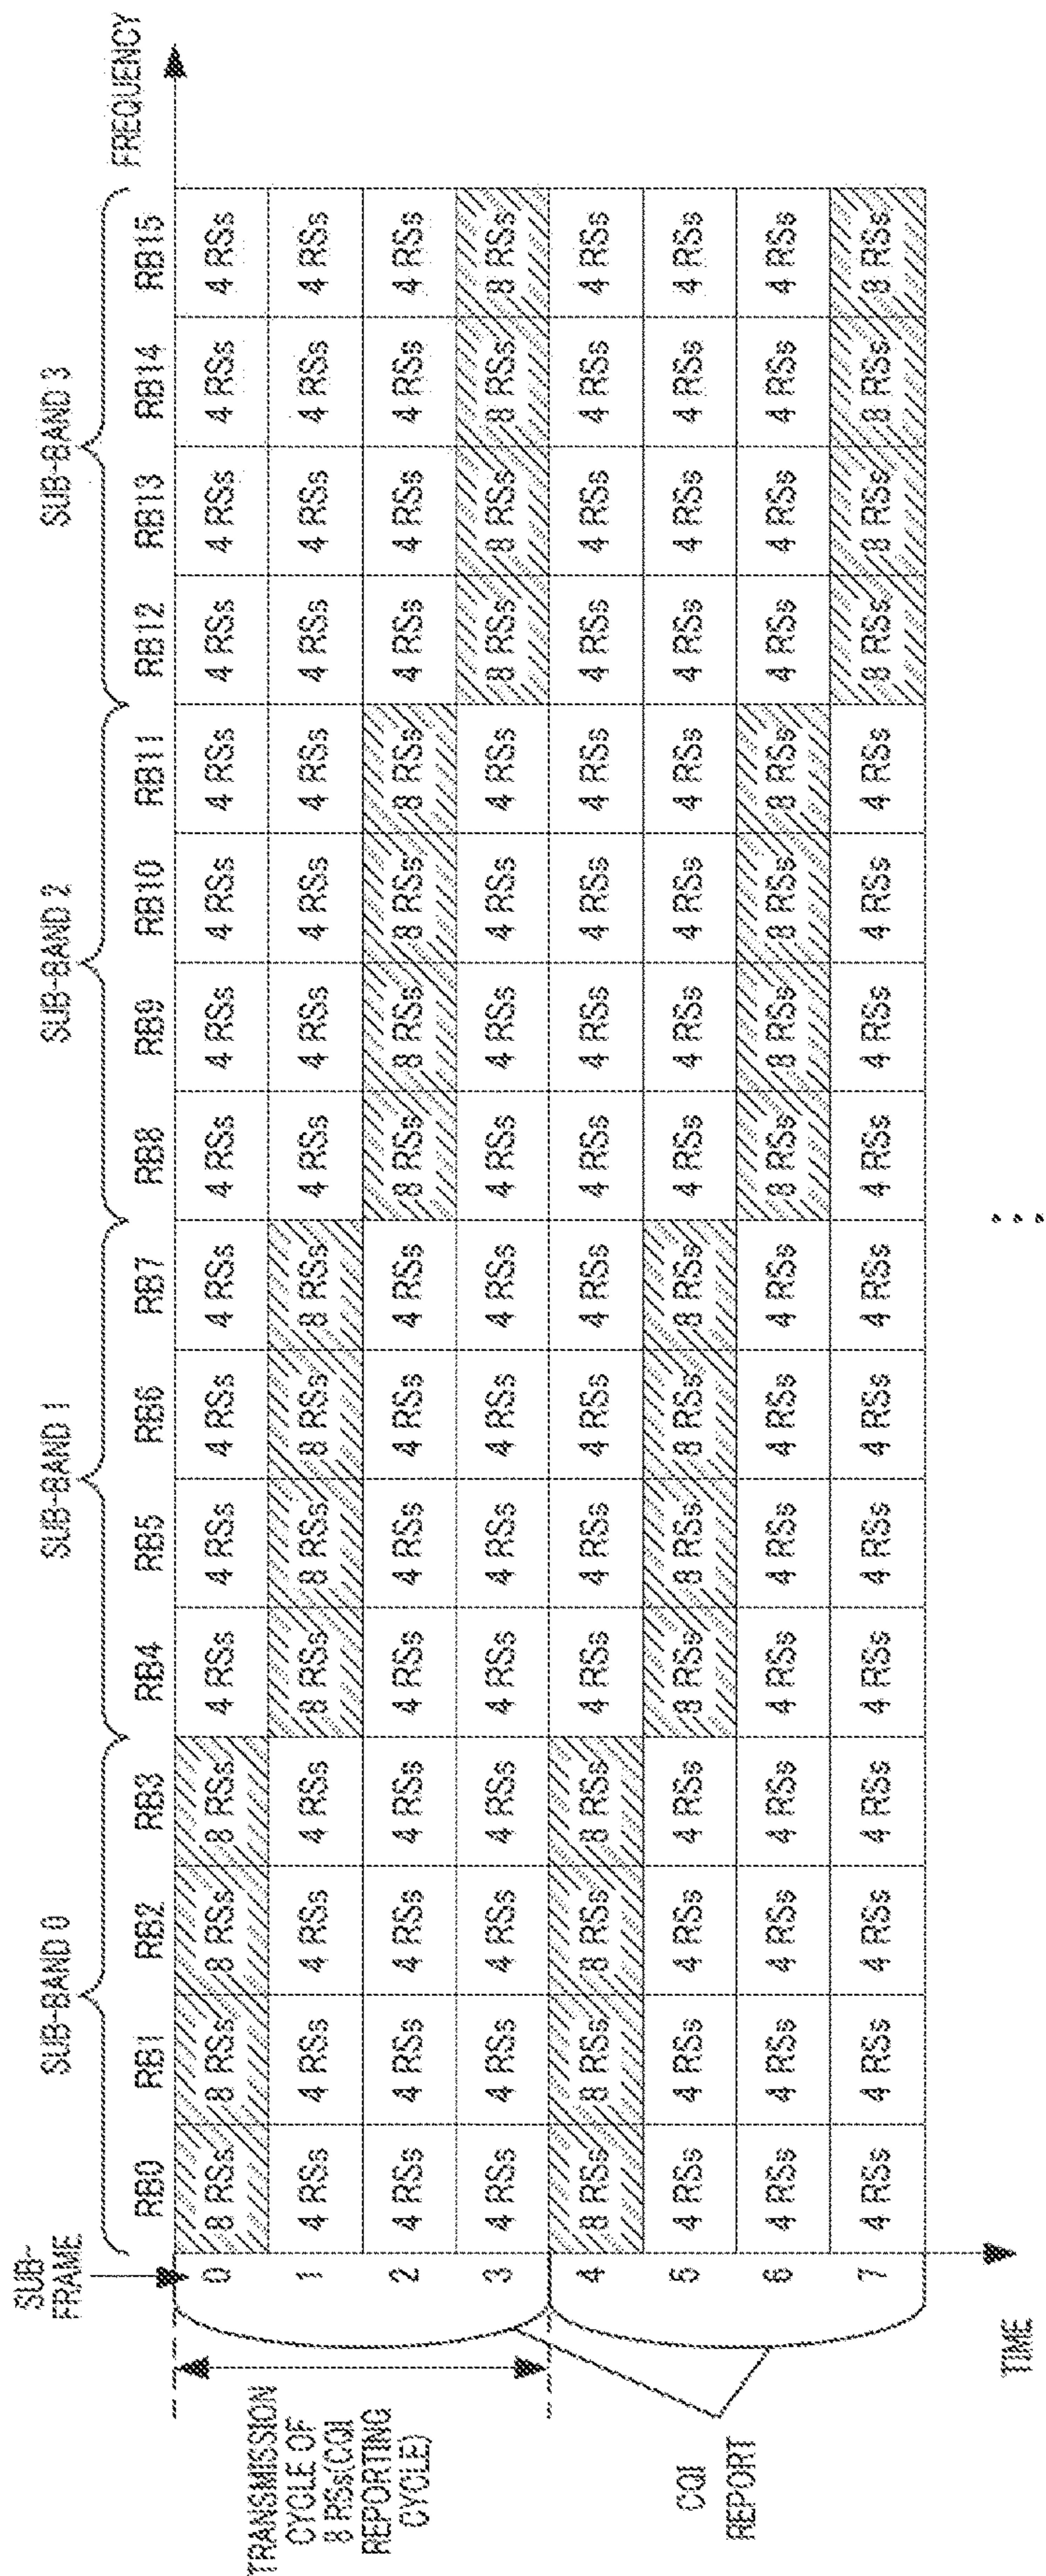 SUB-BAND 0 SUB-BAND 1 SUB-BAND 2 SUB-BAND 3
SUB-
FRAME
RB0 RB1 RB2 RB3 RB4 RB5 RB6 RB7 RB8 RB9 RB10 RB11 RB12 RB13 RB14 RB15
FREQUENCY
0 8 RSs 8 RSs 8 RSs 8 RSs 4 RSs 4 RSs 4 RSs 4 RSs 4 RSs 4 RSs 4 RSs 4 RSs 4 RSs 4 RSs 4 RSs 4 RSs
1 4 RSs 4 RSs 4 RSs 4 RSs 8 RSs 8 RSs 8 RSs 8 RSs 4 RSs 4 RSs 4 RSs 4 RSs 4 RSs 4 RSs 4 RSs 4 RSs
2 4 RSs 4 RSs 4 RSs 4 RSs 4 RSs 4 RSs 4 RSs 4 RSs 8 RSs 8 RSs 8 RSs 8 RSs 4 RSs 4 RSs 4 RSs 4 RSs
3 4 RSs 4 RSs 4 RSs 4 RSs 4 RSs 4 RSs 4 RSs 4 RSs 4 RSs 4 RSs 4 RSs 4 RSs 8 RSs 8 RSs 8 RSs 8 RSs
4 8 RSs 8 RSs 8 RSs 8 RSs 4 RSs 4 RSs 4 RSs 4 RSs 4 RSs 4 RSs 4 RSs 4 RSs 4 RSs 4 RSs 4 RSs 4 RSs
5 4 RSs 4 RSs 4 RSs 4 RSs 8 RSs 8 RSs 8 RSs 8 RSs 4 RSs 4 RSs 4 RSs 4 RSs 4 RSs 4 RSs 4 RSs 4 RSs
6 4 RSs 4 RSs 4 RSs 4 RSs 4 RSs 4 RSs 4 RSs 4 RSs 8 RSs 8 RSs 8 RSs 8 RSs 4 RSs 4 RSs 4 RSs 4 RSs
7 4 RSs 4 RSs 4 RSs 4 RSs 4 RSs 4 RSs 4 RSs 4 RSs 4 RSs 4 RSs 4 RSs 4 RSs 8 RSs 8 RSs 8 RSs 8 RSs
TRANSMISSION
CYCLE OF
8 RSs(CQI
REPORTING
CYCLE)
CQI
REPORT
TIME